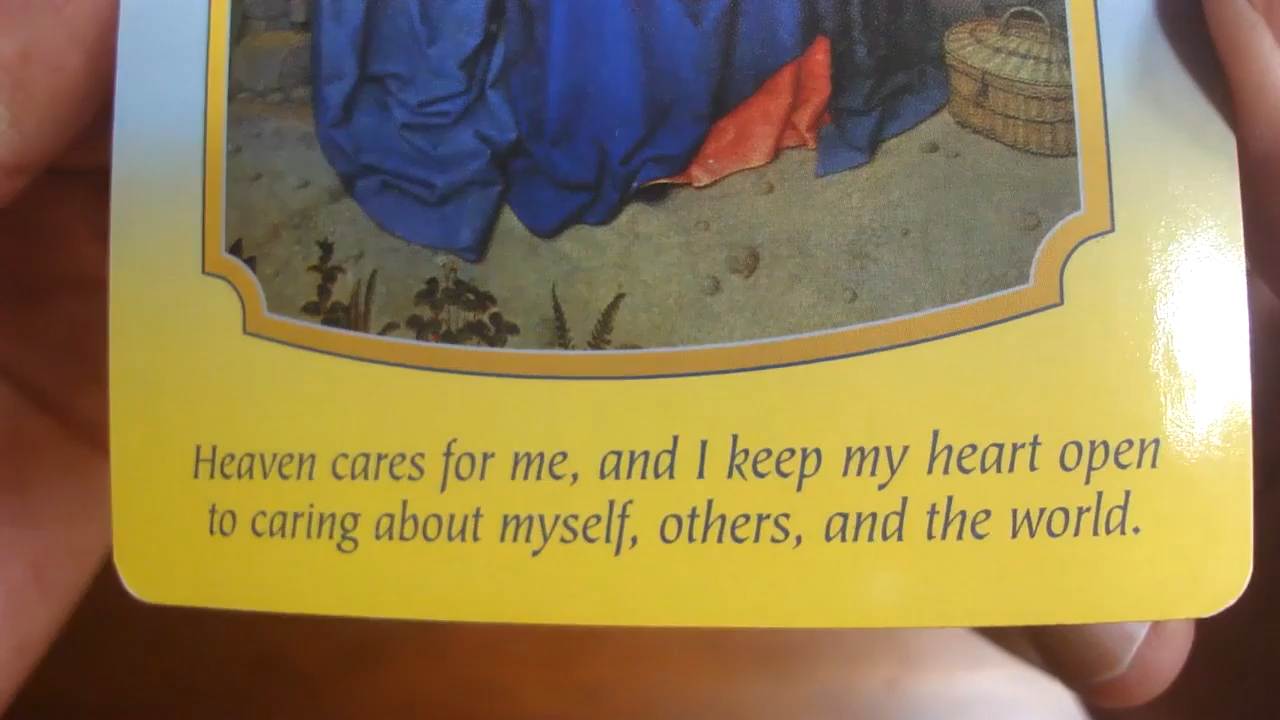 Heaven cares for me, and I keep my heart open
to caring about myself, others, and the world.